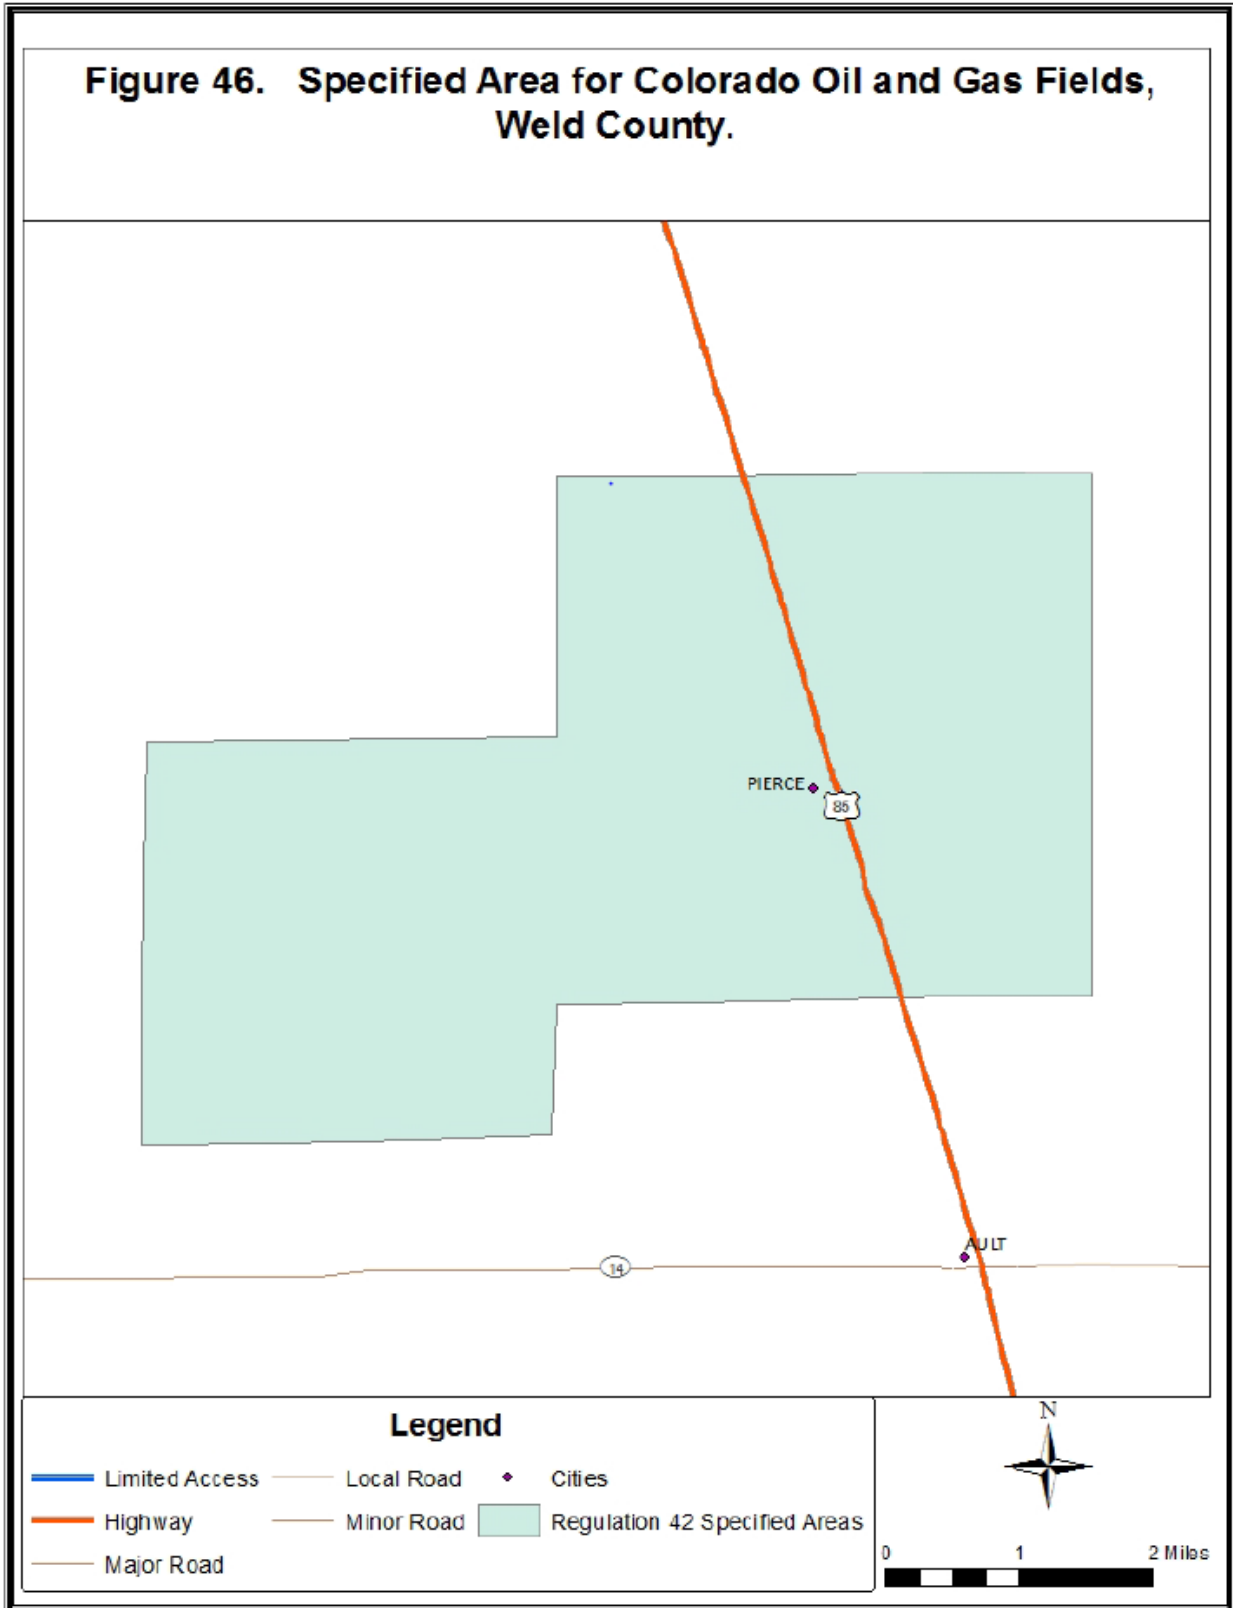 Figure 46. Specified Area for Colorado Oil and Gas Fields,
Weld County.
PIERCE
85
AULT
14
Legend
Limited Access
Local Road
Cities
Highway
Minor Road
Regulation 42 Specified Areas
Major Road
N
0 1 2 Miles